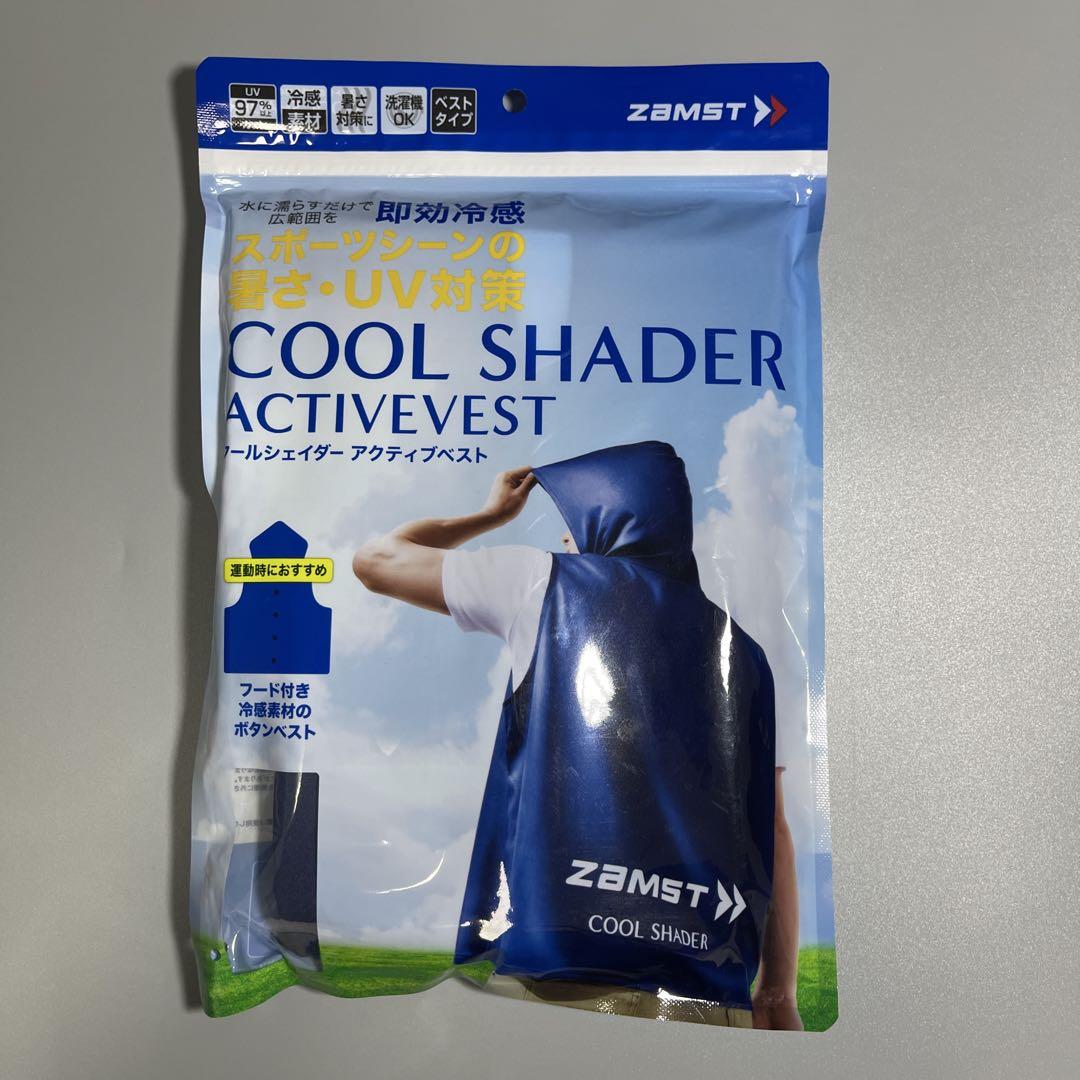 UV
97%以上
冷感
素材
暑さ
対策に
洗濯機
OK
ベスト
タイプ
ZAMST
水に濡らすだけで
広範囲を
即効冷感
スポーツシーンの
暑さ・UV対策
COOL SHADER
ACTIVEVEST
クールシェイダー アクティブベスト
運動時におすすめ
フード付き
冷感素材の
ボタンベスト
ZAMST
COOL SHADER